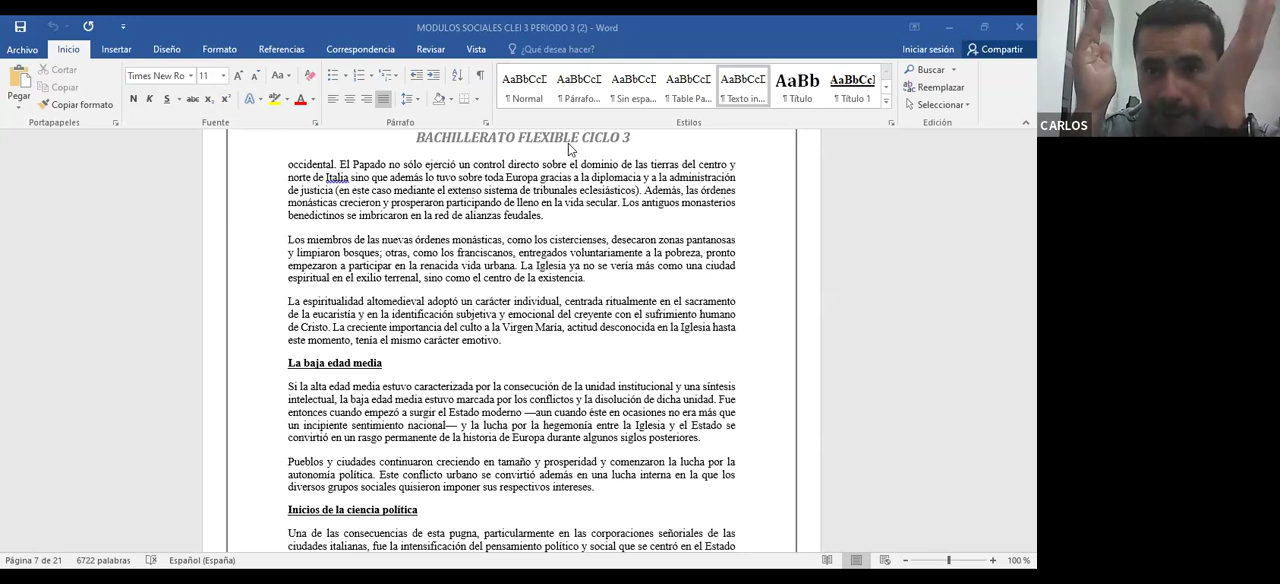 MODULOS SOCIALES CLEI 3 PERIODO 3 (2) - Word
Archivo Inicio Insertar Diseño Formato Referencias Correspondencia Revisar Vista ¿Qué desea hacer? Iniciar sesión Compartir
Pegar
Cortar
Copiar
Copiar formato
Portapapeles
Times New Ro 11 Aa
N K S abc x₂ x² A A
Fuente
Párrafo
AaBbCcI AaBbCcI AaBbCcI AaBbCcI AaBbCcI AaBb AaBbCcI
¶ Normal ¶ Párrafo... ¶ Sin espa... ¶ Table Pa... ¶ Texto in... ¶ Título ¶ Título 1
Estilos
Buscar
Reemplazar
Seleccionar
Edición
CARLOS
BACHILLERATO FLEXIBLE CICLO 3
occidental. El Papado no sólo ejerció un control directo sobre el dominio de las tierras del centro y
norte de Italia sino que además lo tuvo sobre toda Europa gracias a la diplomacia y a la administración
de justicia (en este caso mediante el extenso sistema de tribunales eclesiásticos). Además, las órdenes
monásticas crecieron y prosperaron participando de lleno en la vida secular. Los antiguos monasterios
benedictinos se imbricaron en la red de alianzas feudales.
Los miembros de las nuevas órdenes monásticas, como los cistercienses, desecaron zonas pantanosas
y limpiaron bosques; otras, como los franciscanos, entregados voluntariamente a la pobreza, pronto
empezaron a participar en la renacida vida urbana. La Iglesia ya no se vería más como una ciudad
espiritual en el exilio terrenal, sino como el centro de la existencia.
La espiritualidad altomedieval adoptó un carácter individual, centrada ritualmente en el sacramento
de la eucaristía y en la identificación subjetiva y emocional del creyente con el sufrimiento humano
de Cristo. La creciente importancia del culto a la Virgen María, actitud desconocida en la Iglesia hasta
este momento, tenía el mismo carácter emotivo.
La baja edad media
Si la alta edad media estuvo caracterizada por la consecución de la unidad institucional y una síntesis
intelectual, la baja edad media estuvo marcada por los conflictos y la disolución de dicha unidad. Fue
entonces cuando empezó a surgir el Estado moderno —aun cuando éste en ocasiones no era más que
un incipiente sentimiento nacional— y la lucha por la hegemonía entre la Iglesia y el Estado se
convirtió en un rasgo permanente de la historia de Europa durante algunos siglos posteriores.
Pueblos y ciudades continuaron creciendo en tamaño y prosperidad y comenzaron la lucha por la
autonomía política. Este conflicto urbano se convirtió además en una lucha interna en la que los
diversos grupos sociales quisieron imponer sus respectivos intereses.
Inicios de la ciencia política
Una de las consecuencias de esta pugna, particularmente en las corporaciones señoriales de las
ciudades italianas, fue la intensificación del pensamiento político y social que se centró en el Estado
Página 7 de 21 6722 palabras Español (España) 100 %